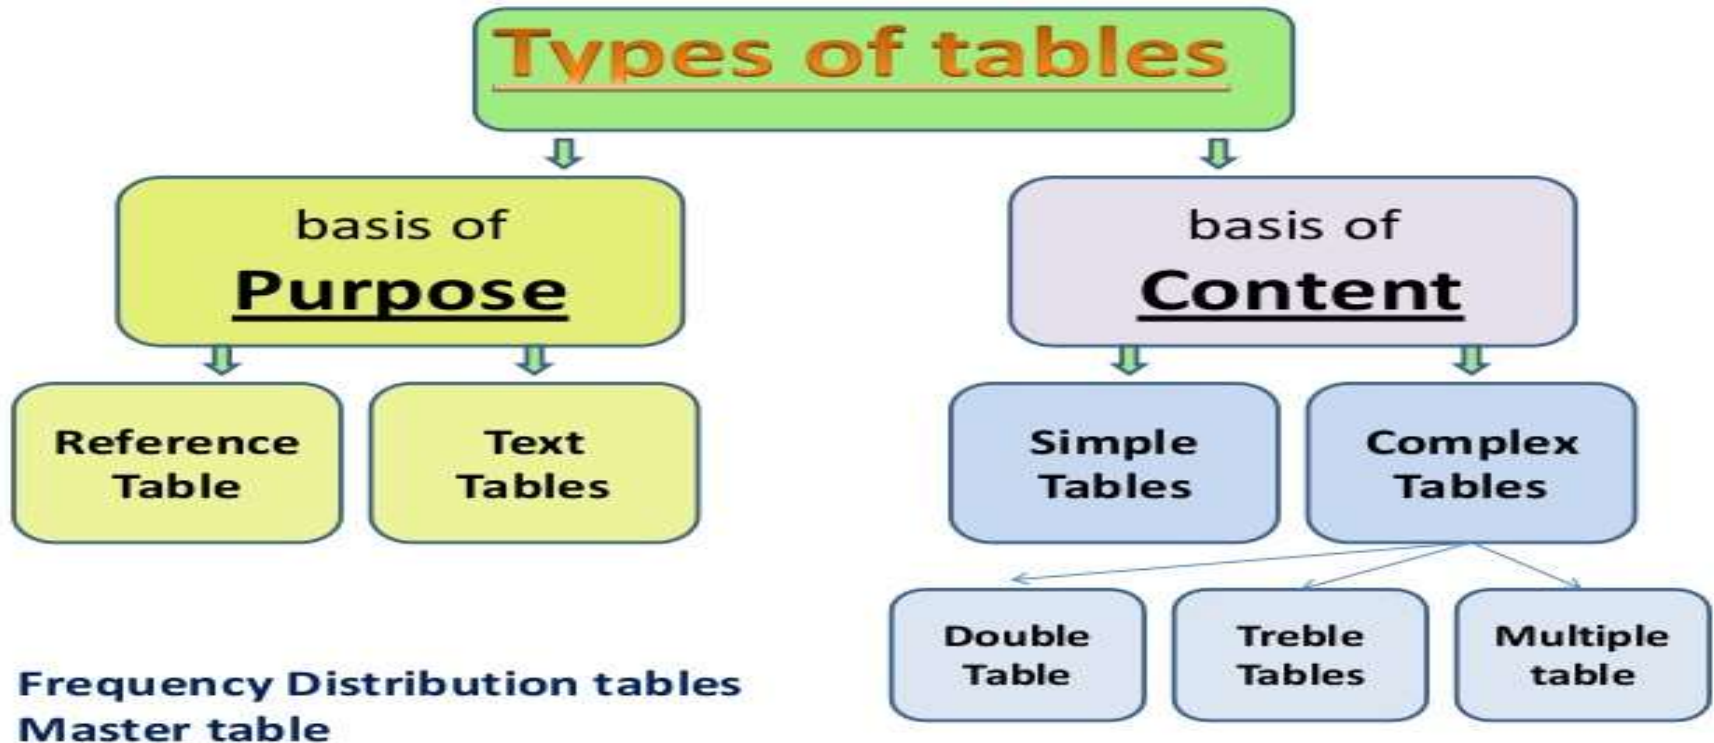 Types of tables
basis of
Purpose
basis of
Content
Reference
Table
Text
Tables
Simple
Tables
Complex
Tables
Double
Table
Treble
Tables
Multiple
table
Frequency Distribution tables
Master table